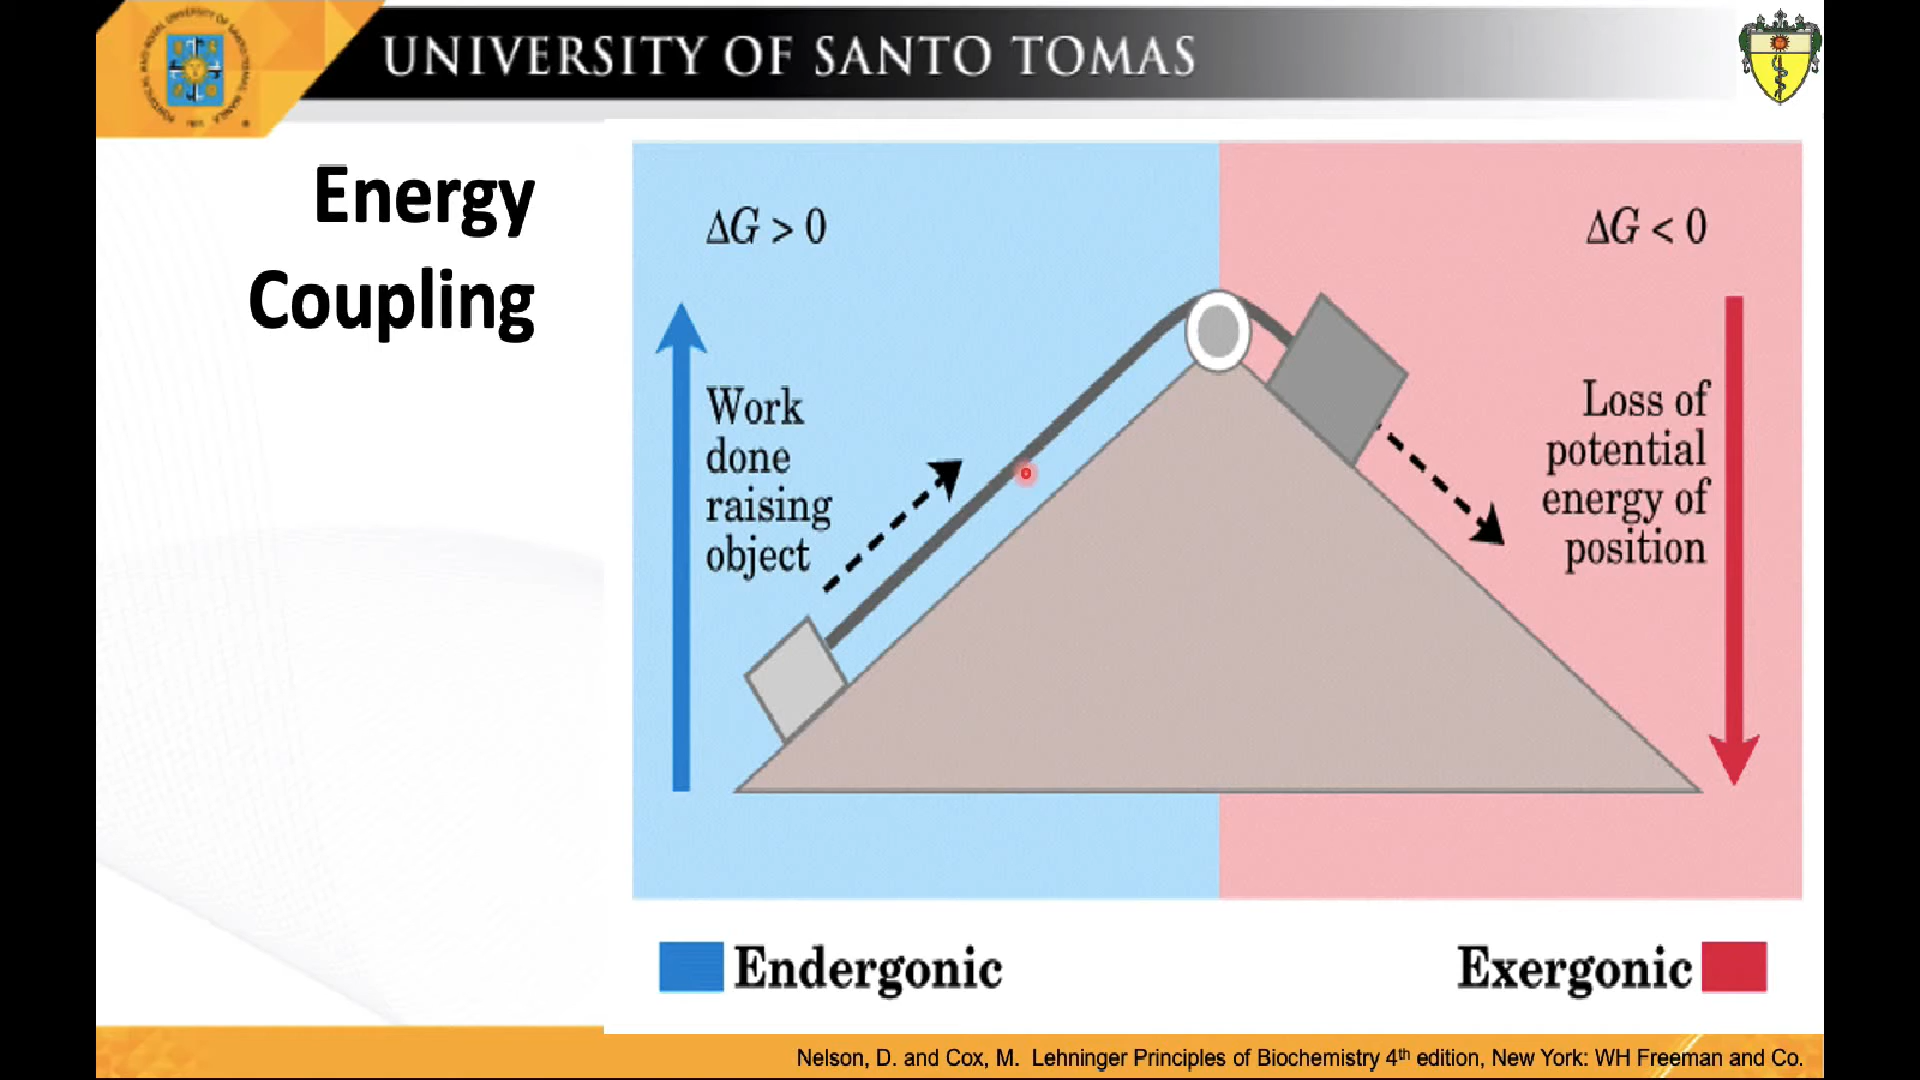 UNIVERSITY OF SANTO TOMAS
Energy
Coupling
ΔG > 0
ΔG < 0
Work
done
raising
object
Loss of
potential
energy of
position
Endergonic
Exergonic
Nelson, D. and Cox, M. Lehninger Principles of Biochemistry 4th edition, New York: WH Freeman and Co.